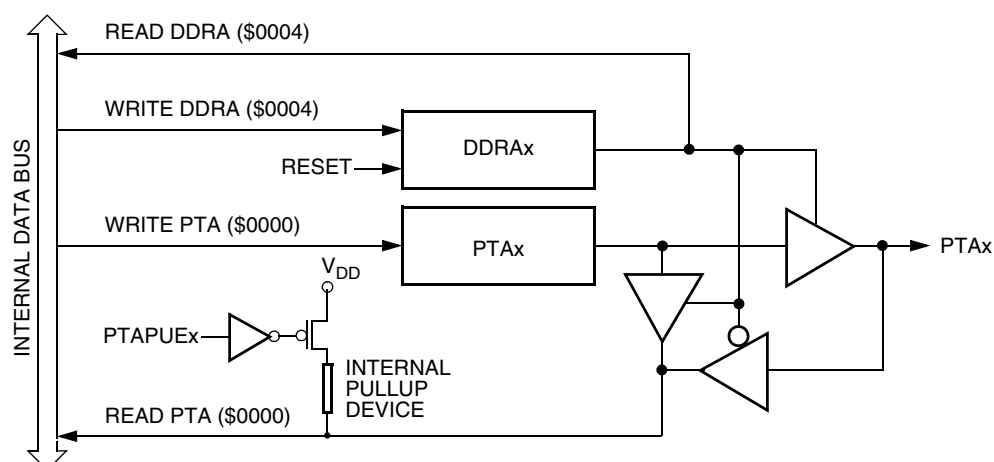 READ DDRA ($0004)
WRITE DDRA ($0004)
DDRAx
RESET
INTERNAL DATA BUS
WRITE PTA ($0000)
PTAx
PTAx
VDD
PTAPUEx
INTERNAL
PULLUP
DEVICE
READ PTA ($0000)